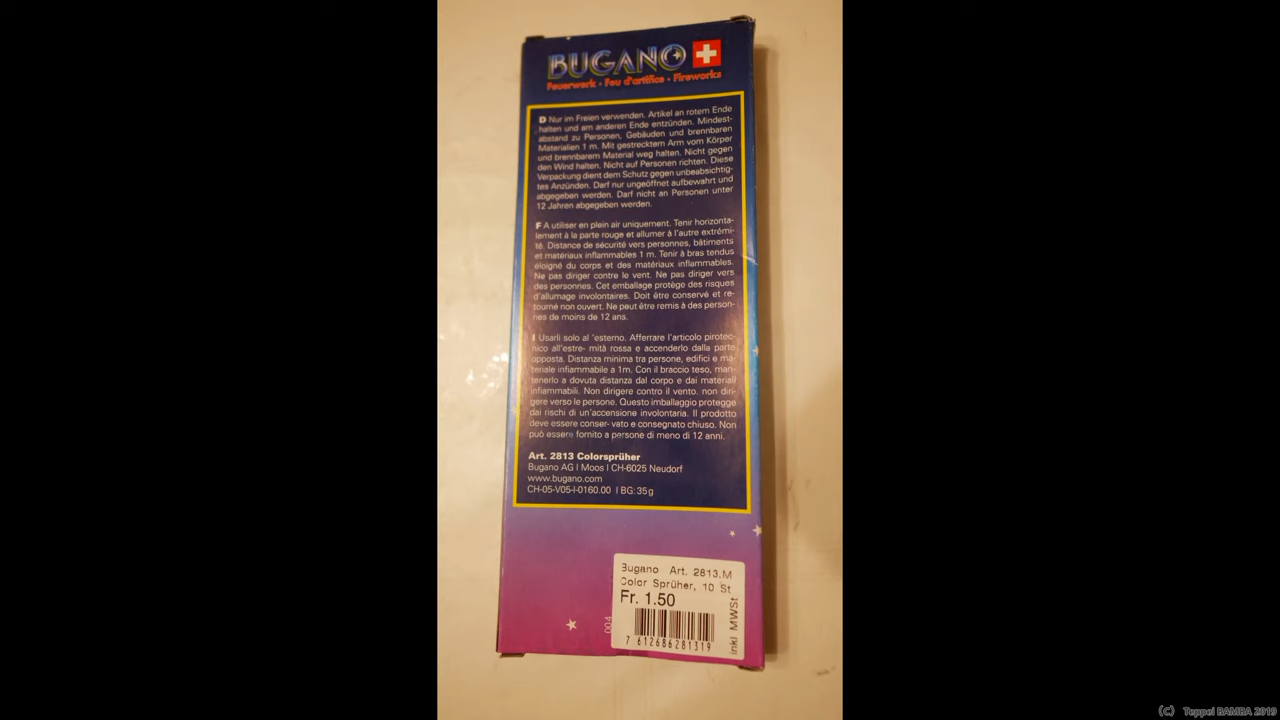 BUGANO
Feuerwerk • Feu d'artifice • Fireworks
D Nur im Freien verwenden. Artikel an rotem Ende
halten und am anderen Ende entzünden. Mindest-
abstand zu Personen, Gebäuden und brennbaren
Materialien 1 m. Mit gestrecktem Arm vom Körper
und brennbarem Material weg halten. Nicht gegen
den Wind halten. Nicht auf Personen richten. Diese
Verpackung dient dem Schutz gegen unbeabsichtig-
tes Anzünden. Darf nur ungeöffnet aufbewahrt und
abgegeben werden. Darf nicht an Personen unter
12 Jahren abgegeben werden.
F A utiliser en plein air uniquement. Tenir horizonta-
lement à la parte rouge et allumer à l'autre extrémi-
té. Distance de sécurité vers personnes, bâtiments
et matériaux inflammables 1 m. Tenir à bras tendus
éloigné du corps et des matériaux inflammables.
Ne pas diriger contre le vent. Ne pas diriger vers
des personnes. Cet emballage protège des risques
d'allumage involontaires. Doit être conservé et re-
tourné non ouvert. Ne peut être remis à des person-
nes de moins de 12 ans.
I Usarli solo al 'esterno. Afferrare l'articolo pirotec-
nico all'estre- mità rossa e accenderlo dalla parte
opposta. Distanza minima tra persone, edifici e ma-
teriale infiammabile a 1m. Con il braccio teso, man-
tenerlo a dovuta distanza dal corpo e dai materiali
infiammabili. Non dirigere contro il vento. non diri-
gere verso le persone. Questo imballaggio protegge
dai rischi di un'accensione involontaria. Il prodotto
deve essere conser- vato e consegnato chiuso. Non
può essere fornito a persone di meno di 12 anni.
Art. 2813 Colorsprüher
Bugano AG I Moos I CH-6025 Neudorf
www.bugano.com
CH-05-V05-I-0160.00 I BG: 35g
Bugano Art. 2813.M
Color Sprüher, 10 St
Fr. 1.50
004
inkl MWSt
7 612686281319
(C) Teppei BAMBA 2019